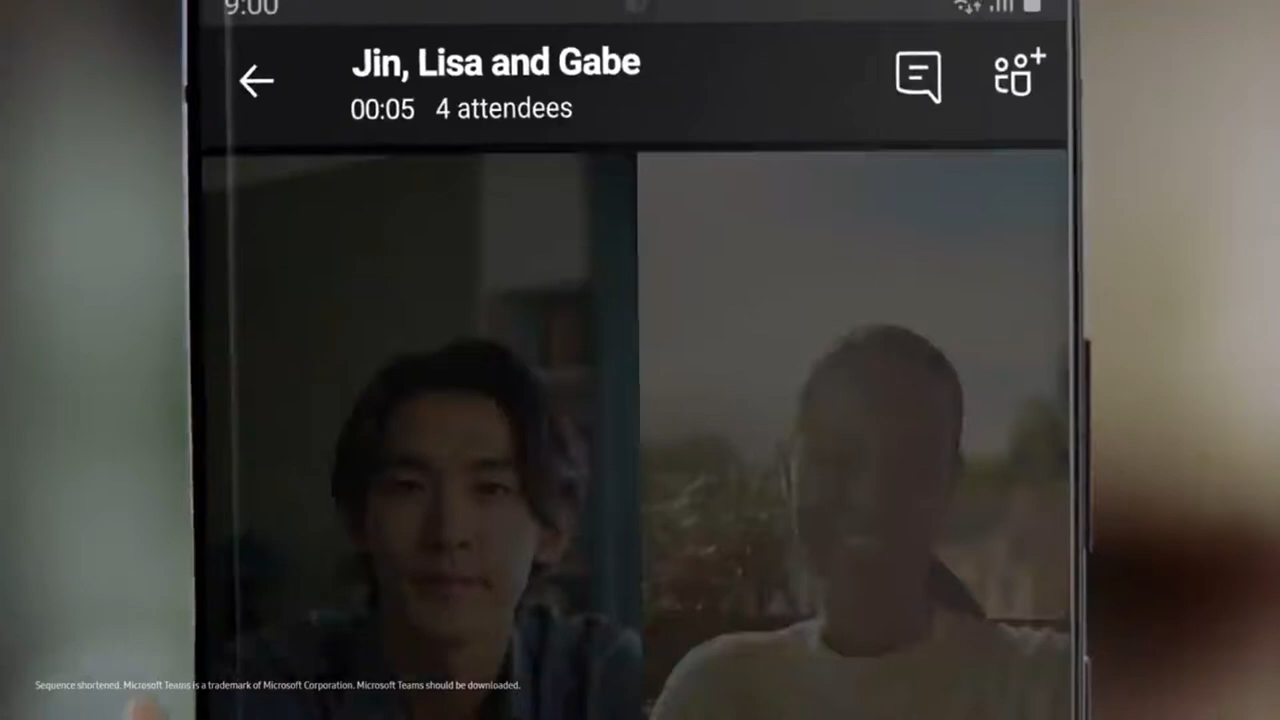 9:00
Jin, Lisa and Gabe
00:05 4 attendees
Sequence shortened. Microsoft Teams is a trademark of Microsoft Corporation. Microsoft Teams should be downloaded.